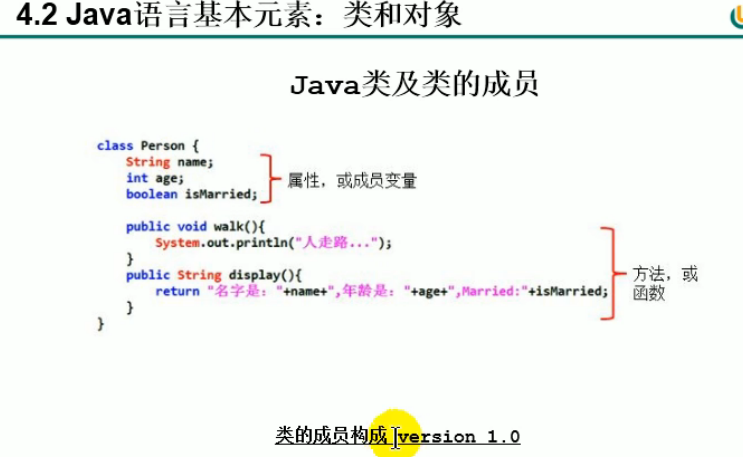 4.2 Java语言基本元素：类和对象
Java类及类的成员
class Person {
String name;
int age;
boolean isMarried;
属性，或成员变量
public void walk(){
System.out.println("人走路...");
}
public String display(){
return "名字是："+name+",年龄是："+age+",Married:"+isMarried;
}
}
方法，或
函数
类的成员构成 version 1.0